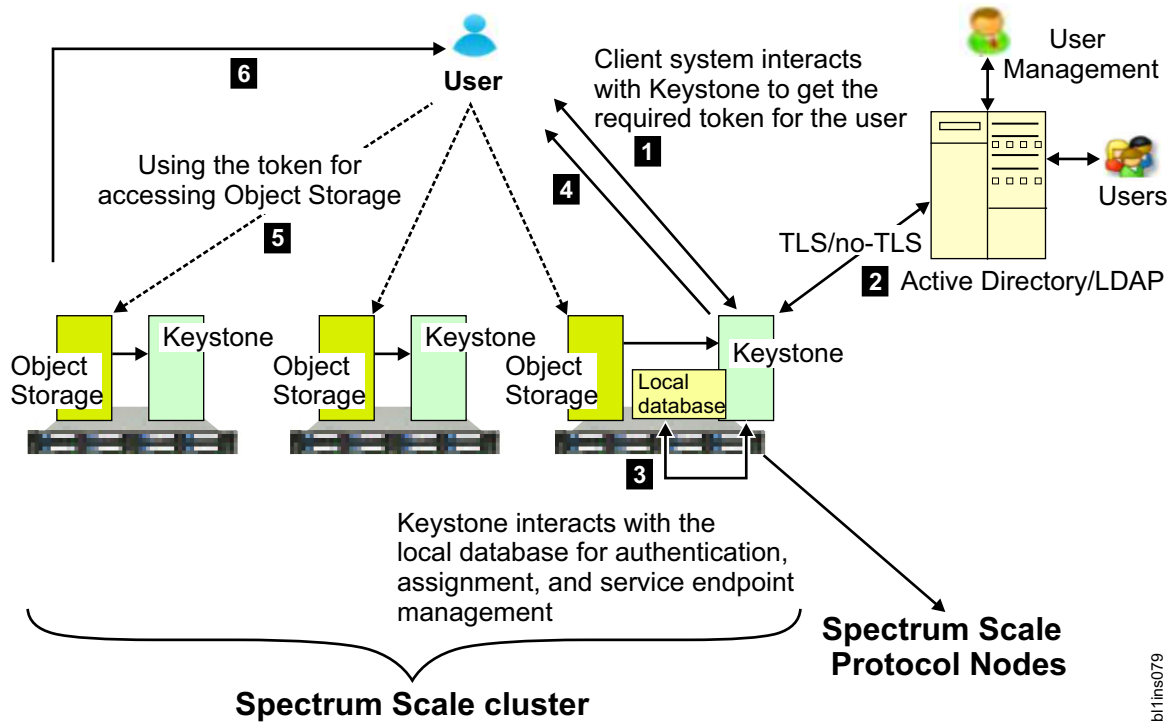 6
User
Client system interacts
with Keystone to get the
required token for the user
1
User
Management
Using the token for
accessing Object Storage
5
4
Users
TLS/no-TLS
2 Active Directory/LDAP
Object
Storage
Keystone
Object
Storage
Keystone
Object
Storage
Local
database
Keystone
3
Keystone interacts with the
local database for authentication,
assignment, and service endpoint
management
Spectrum Scale
Protocol Nodes
Spectrum Scale cluster
bl1ins079